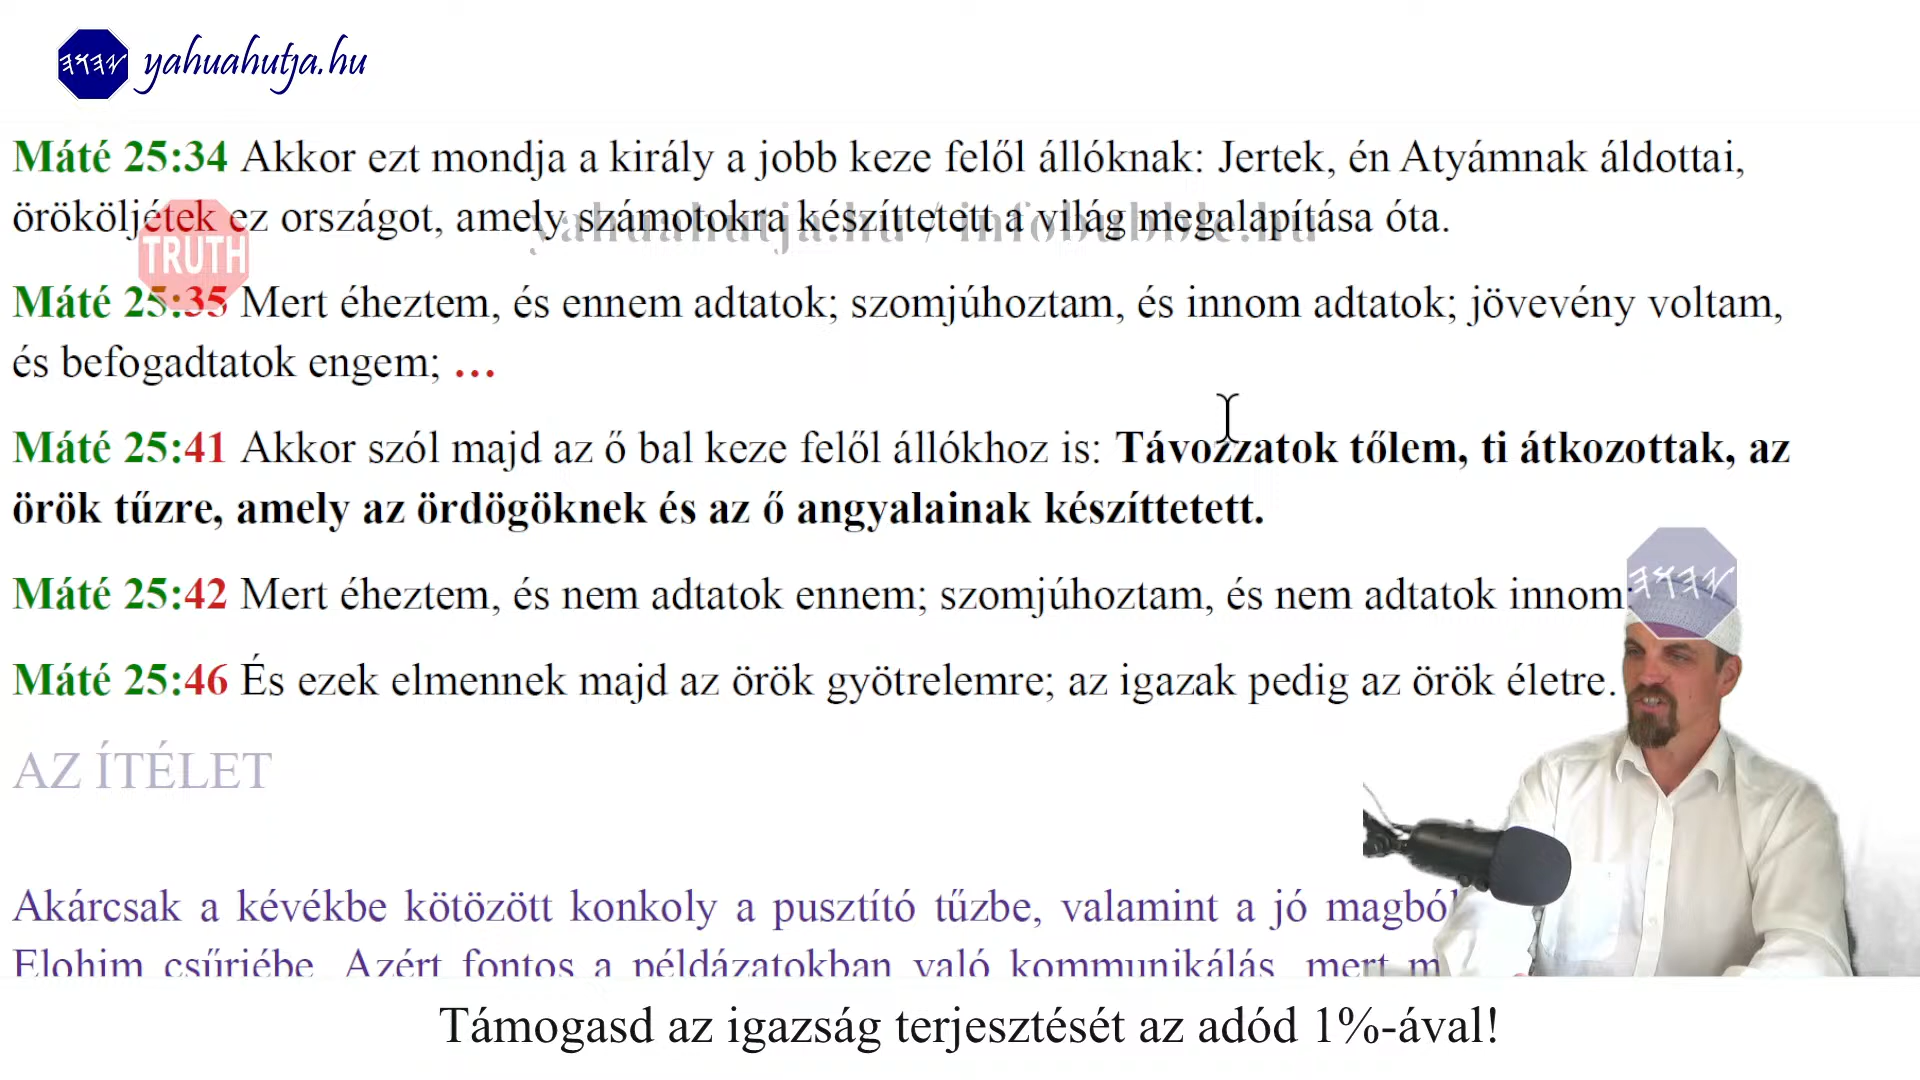 yahuahutja.hu
Máté 25:34 Akkor ezt mondja a király a jobb keze felől állóknak: Jertek, én Atyámnak áldottai,
örököljétek ez országot, amely számotokra készíttetett a világ megalapítása óta.
yahuahutja.hu / infobubble.hu
TRUTH
Máté 25:35 Mert éheztem, és ennem adtatok; szomjúhoztam, és innom adtatok; jövevény voltam,
és befogadtatok engem; ...
Máté 25:41 Akkor szól majd az ő bal keze felől állókhoz is: Távozzatok tőlem, ti átkozottak, az
örök tűzre, amely az ördögöknek és az ő angyalainak készíttetett.
Máté 25:42 Mert éheztem, és nem adtatok ennem; szomjúhoztam, és nem adtatok innom;
Máté 25:46 És ezek elmennek majd az örök gyötrelemre; az igazak pedig az örök életre.
AZ ÍTÉLET
Akárcsak a kévékbe kötözött konkoly a pusztító tűzbe, valamint a jó magból
Elohim csűrjébe. Azért fontos a példázatokban való kommunikálás, mert
Támogasd az igazság terjesztését az adód 1%-ával!